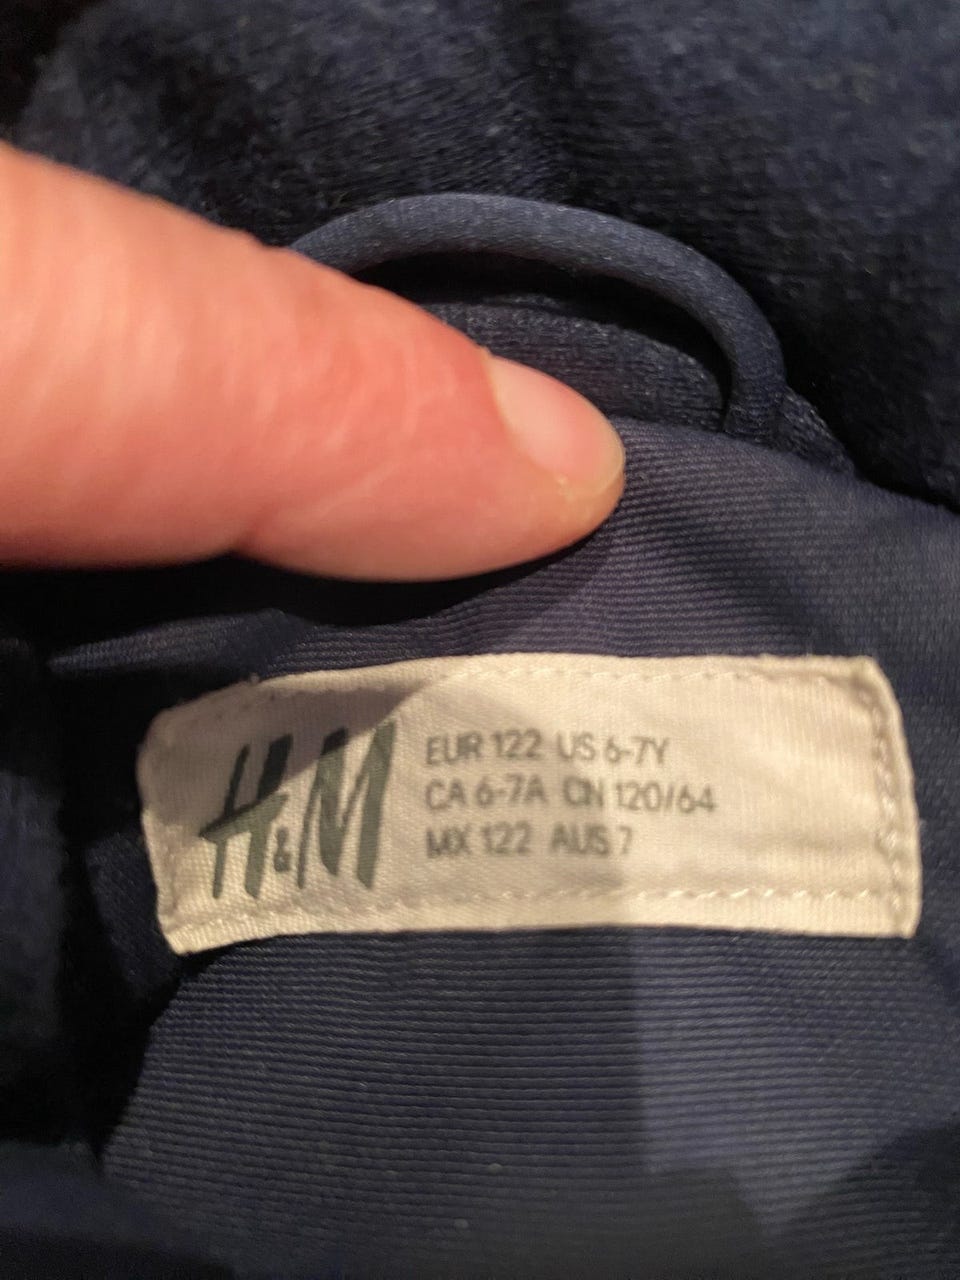 H&M
EUR 122 US 6-7Y
CA 6-7A CN 120/64
MX 122 AUS 7